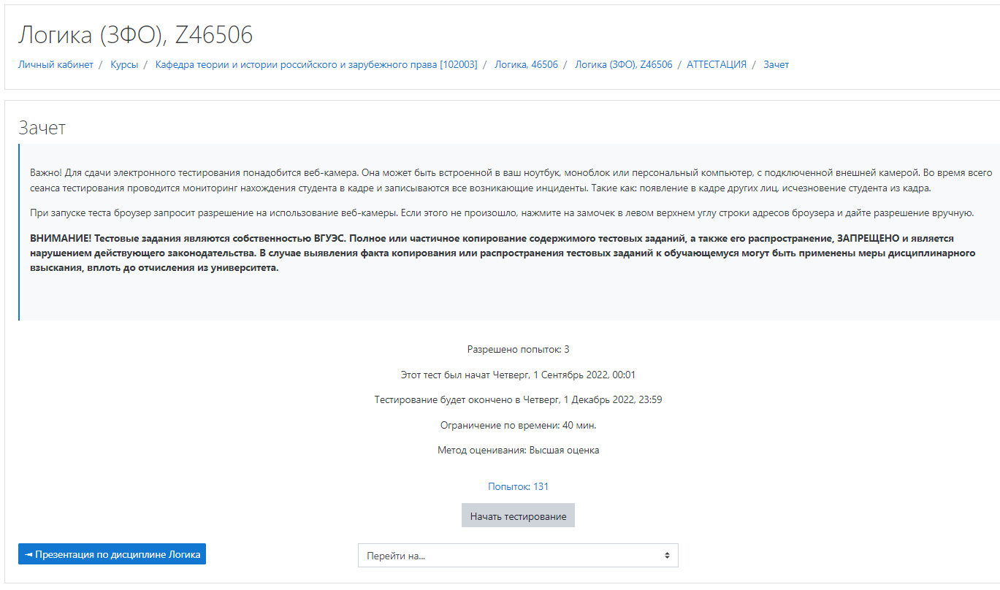 Логика (ЗФО), Z46506
Личный кабинет / Курсы / Кафедра теории и истории российского и зарубежного права [102003] / Логика, 46506 / Логика (ЗФО), Z46506 / АТТЕСТАЦИЯ / Зачет
Зачет
Важно! Для сдачи электронного тестирования понадобится веб-камера. Она может быть встроенной в ваш ноутбук, моноблок или персональный компьютер, с подключенной внешней камерой. Во время всего
сеанса тестирования проводится мониторинг нахождения студента в кадре и записываются все возникающие инциденты. Такие как: появление в кадре других лиц, исчезновение студента из кадра.
При запуске теста броузер запросит разрешение на использование веб-камеры. Если этого не произошло, нажмите на замочек в левом верхнем углу строки адресов броузера и дайте разрешение вручную.
ВНИМАНИЕ! Тестовые задания являются собственностью ВГУЭС. Полное или частичное копирование содержимого тестовых заданий, а также его распространение, ЗАПРЕЩЕНО и является
нарушением действующего законодательства. В случае выявления факта копирования или распространения тестовых заданий к обучающемуся могут быть применены меры дисциплинарного
взыскания, вплоть до отчисления из университета.
Разрешено попыток: 3
Этот тест был начат Четверг, 1 Сентябрь 2022, 00:01
Тестирование будет окончено в Четверг, 1 Декабрь 2022, 23:59
Ограничение по времени: 40 мин.
Метод оценивания: Высшая оценка
Попыток: 131
Начать тестирование
◄ Презентация по дисциплине Логика
Перейти на...